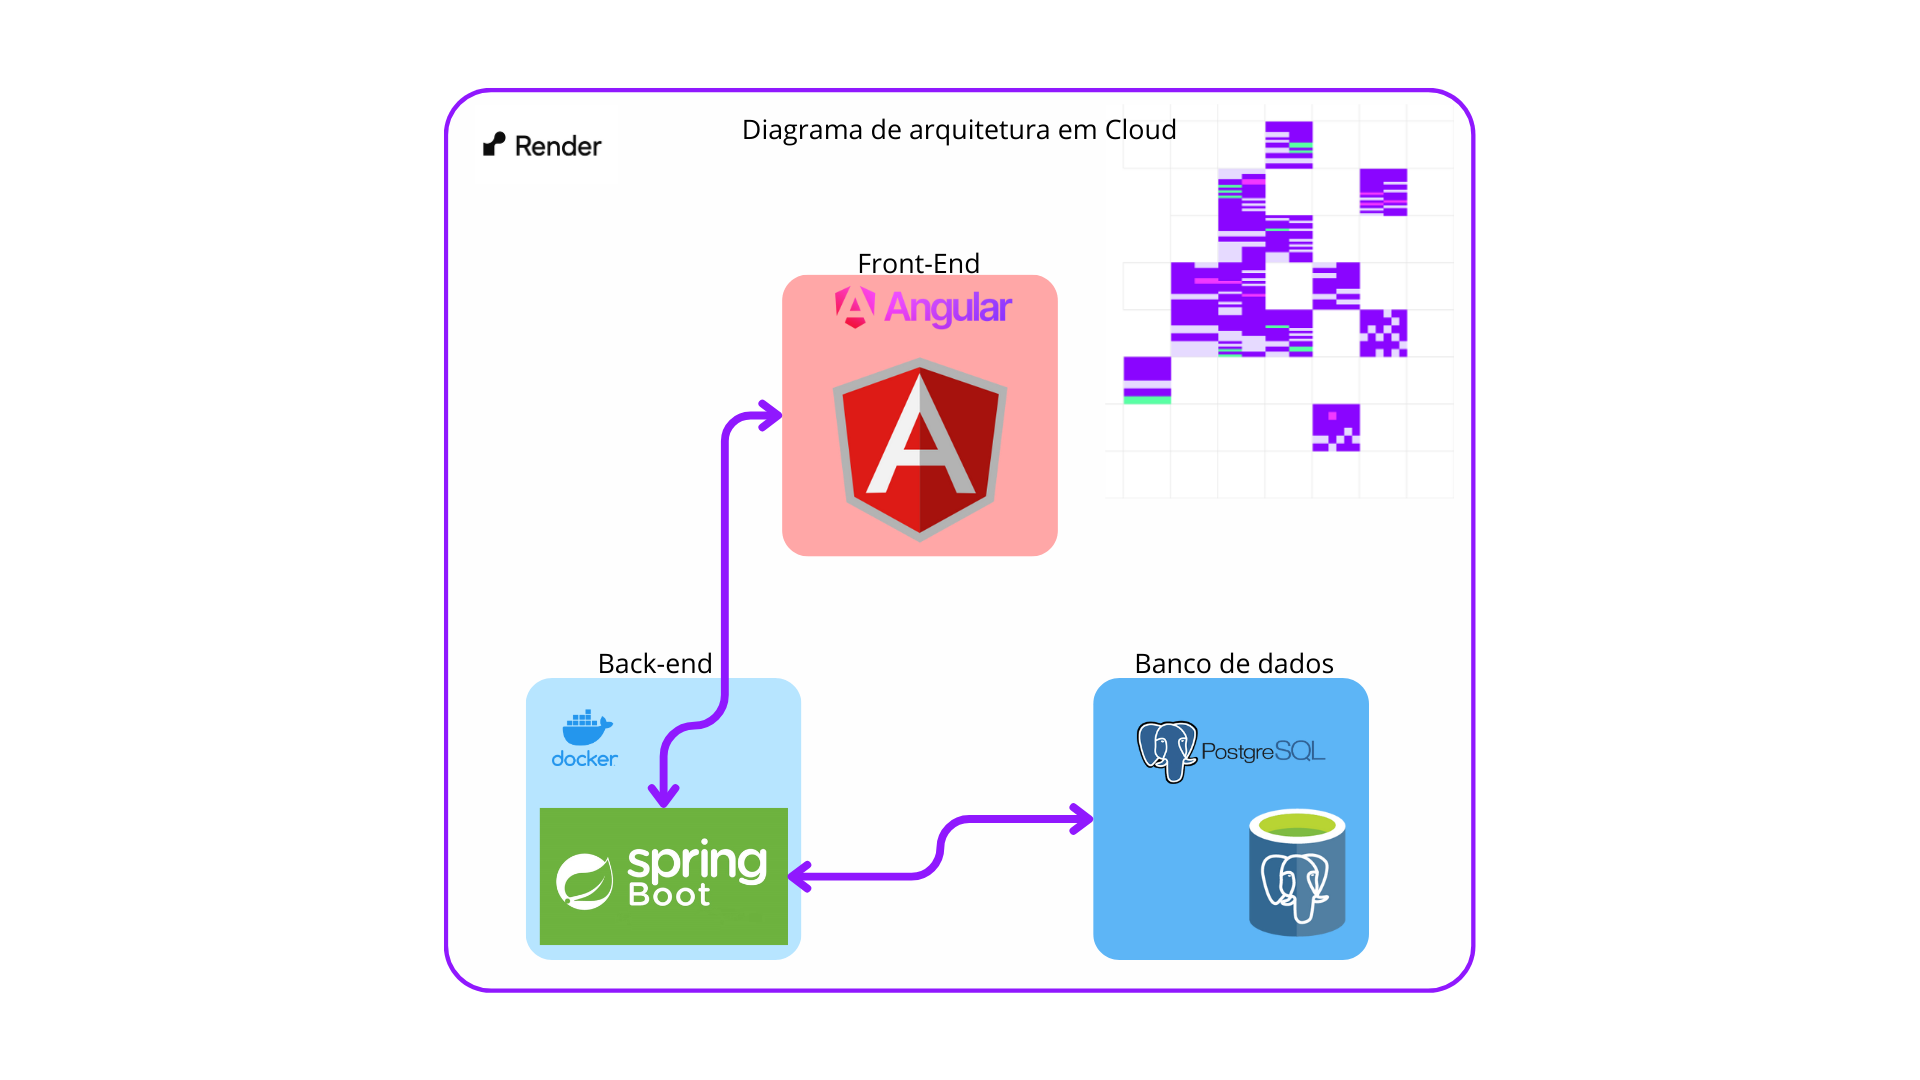 Render
Diagrama de arquitetura em Cloud
Front-End
Angular
A
Back-end
docker
spring
Boot
Banco de dados
PostgreSQL